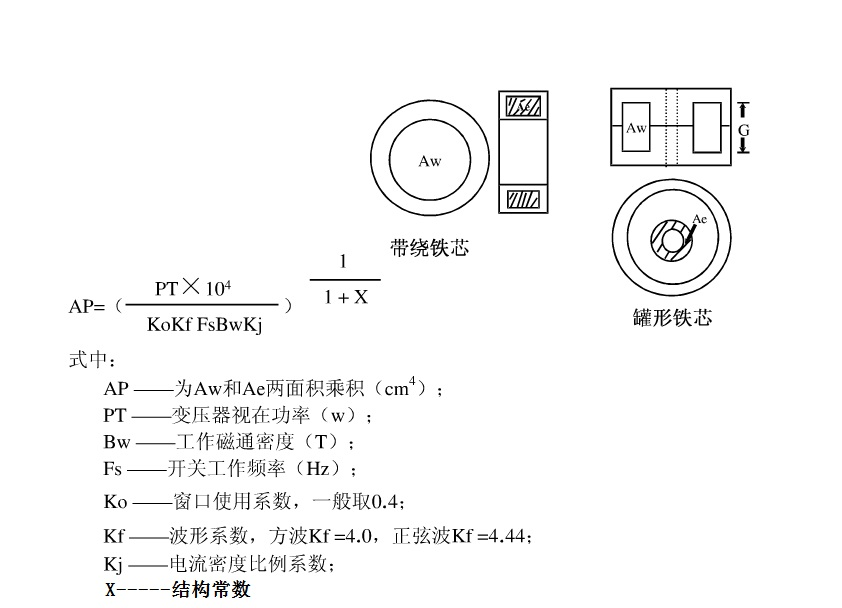 Ae
Aw
Aw
G
Ae
带绕铁芯
罐形铁芯
AP=（ PT×10⁴ / KoKf FsBwKj ） 1 / 1 + X
式中：
AP ——为Aw和Ae两面积乘积（cm⁴）；
PT ——变压器视在功率（w）；
Bw ——工作磁通密度（T）；
Fs ——开关工作频率（Hz）；
Ko ——窗口使用系数，一般取0.4；
Kf ——波形系数，方波Kf =4.0，正弦波Kf =4.44；
Kj ——电流密度比例系数；
X-----结构常数